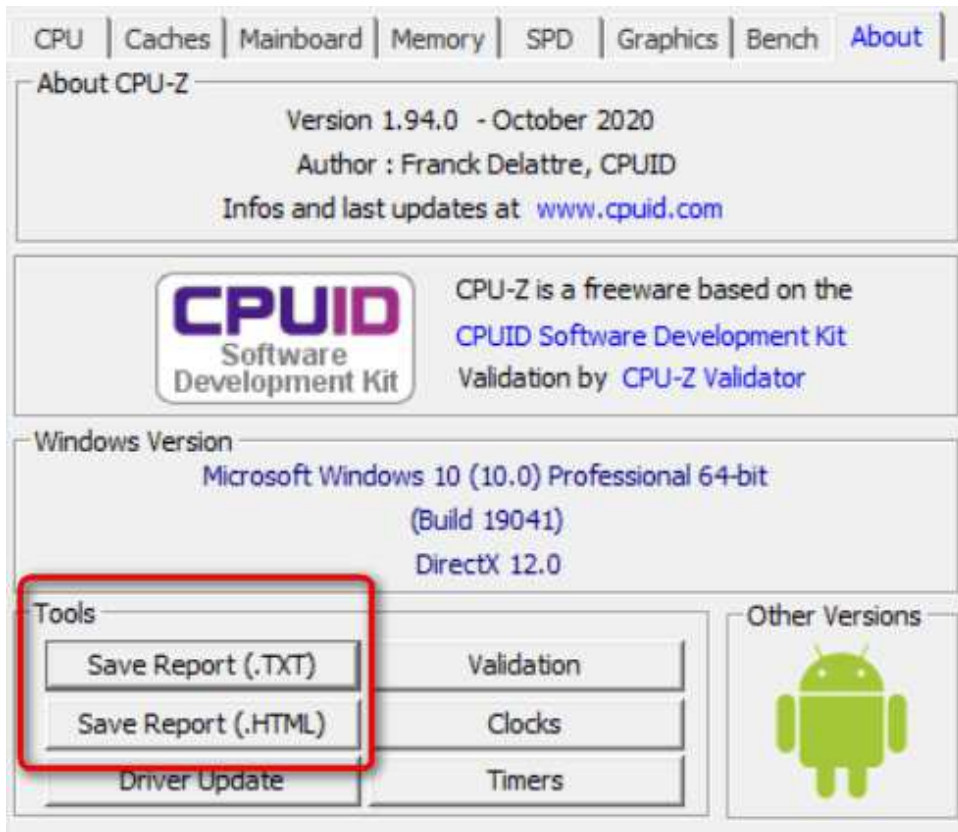 CPU Caches Mainboard Memory SPD Graphics Bench About
About CPU-Z
Version 1.94.0 - October 2020
Author : Franck Delattre, CPUID
Infos and last updates at www.cpuid.com
CPUID
Software
Development Kit
CPU-Z is a freeware based on the
CPUID Software Development Kit
Validation by CPU-Z Validator
Windows Version
Microsoft Windows 10 (10.0) Professional 64-bit
(Build 19041)
DirectX 12.0
Tools
Save Report (.TXT)
Validation
Save Report (.HTML)
Clocks
Driver Update
Timers
Other Versions